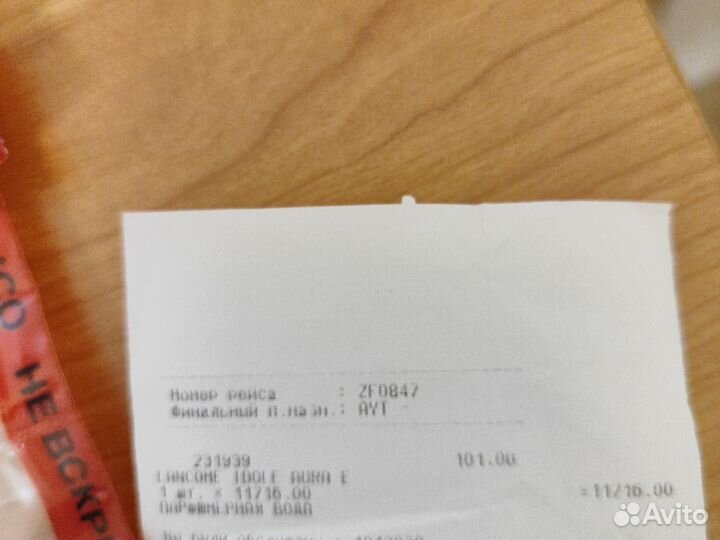 НЕ ВСКР
Номер рейса : ZF0847
Финальный п.назн.: AYT -
231939 101.00
LANCOME IDOLE AURA E
1 шт. x 11716.00 =11716.00
ПАРФЮМЕРНАЯ ВОДА
Avito